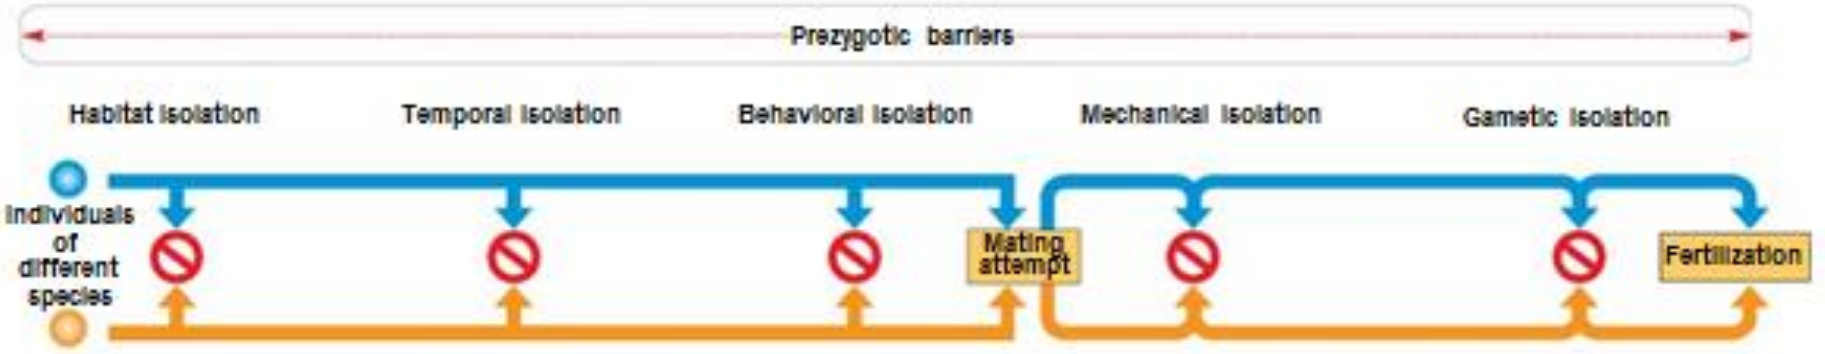 Prezygotic barriers
Habitat isolation
Temporal isolation
Behavioral isolation
Mechanical isolation
Gametic isolation
Individuals
of
different
species
Mating
attempt
Fertilization